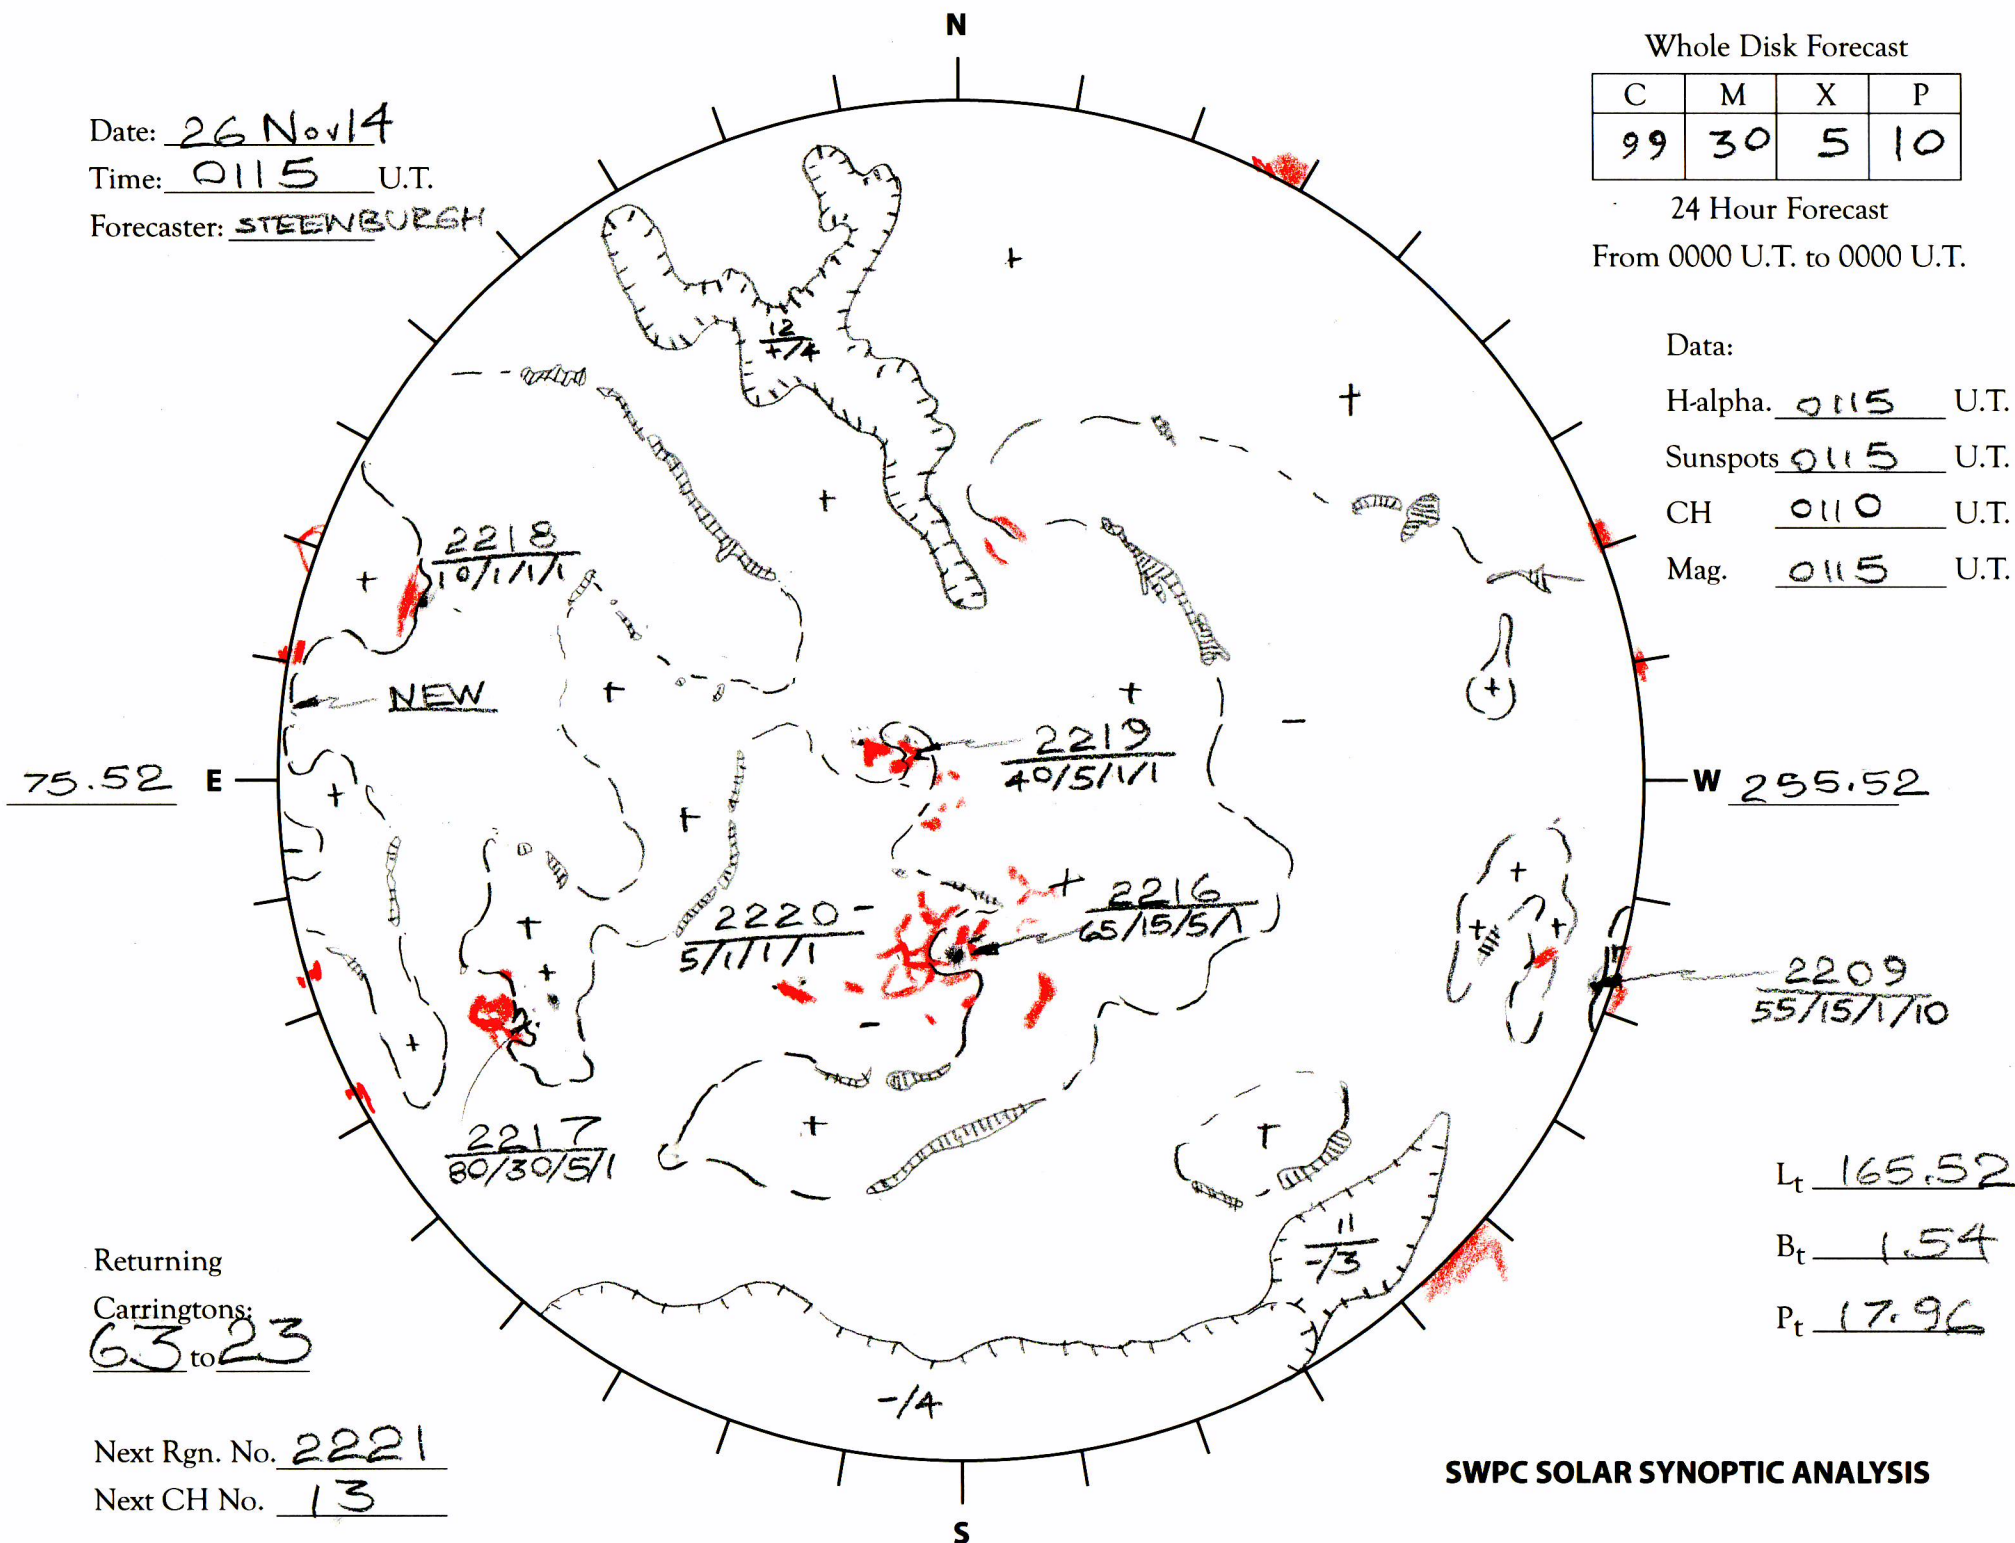 N
Date: 26 Nov 14
Time: 0115 U.T.
Forecaster: STEENBURGH
Whole Disk Forecast
C M X P
99 30 5 10
24 Hour Forecast
From 0000 U.T. to 0000 U.T.
Data:
H-alpha. 0115 U.T.
Sunspots 0115 U.T.
CH 0110 U.T.
Mag. 0115 U.T.
12
+/4
2218
10/1/1/1
NEW
2219
40/5/1/1
75.52 E
W 255.52
2220
5/1/1/1
2216
65/15/5/1
2209
55/15/1/10
2217
80/30/5/1
11
-/3
-/4
Lt 165.52
Bt 1.54
Pt 17.96
Returning
Carringtons:
63 to 23
Next Rgn. No. 2221
Next CH No. 13
SWPC SOLAR SYNOPTIC ANALYSIS
S